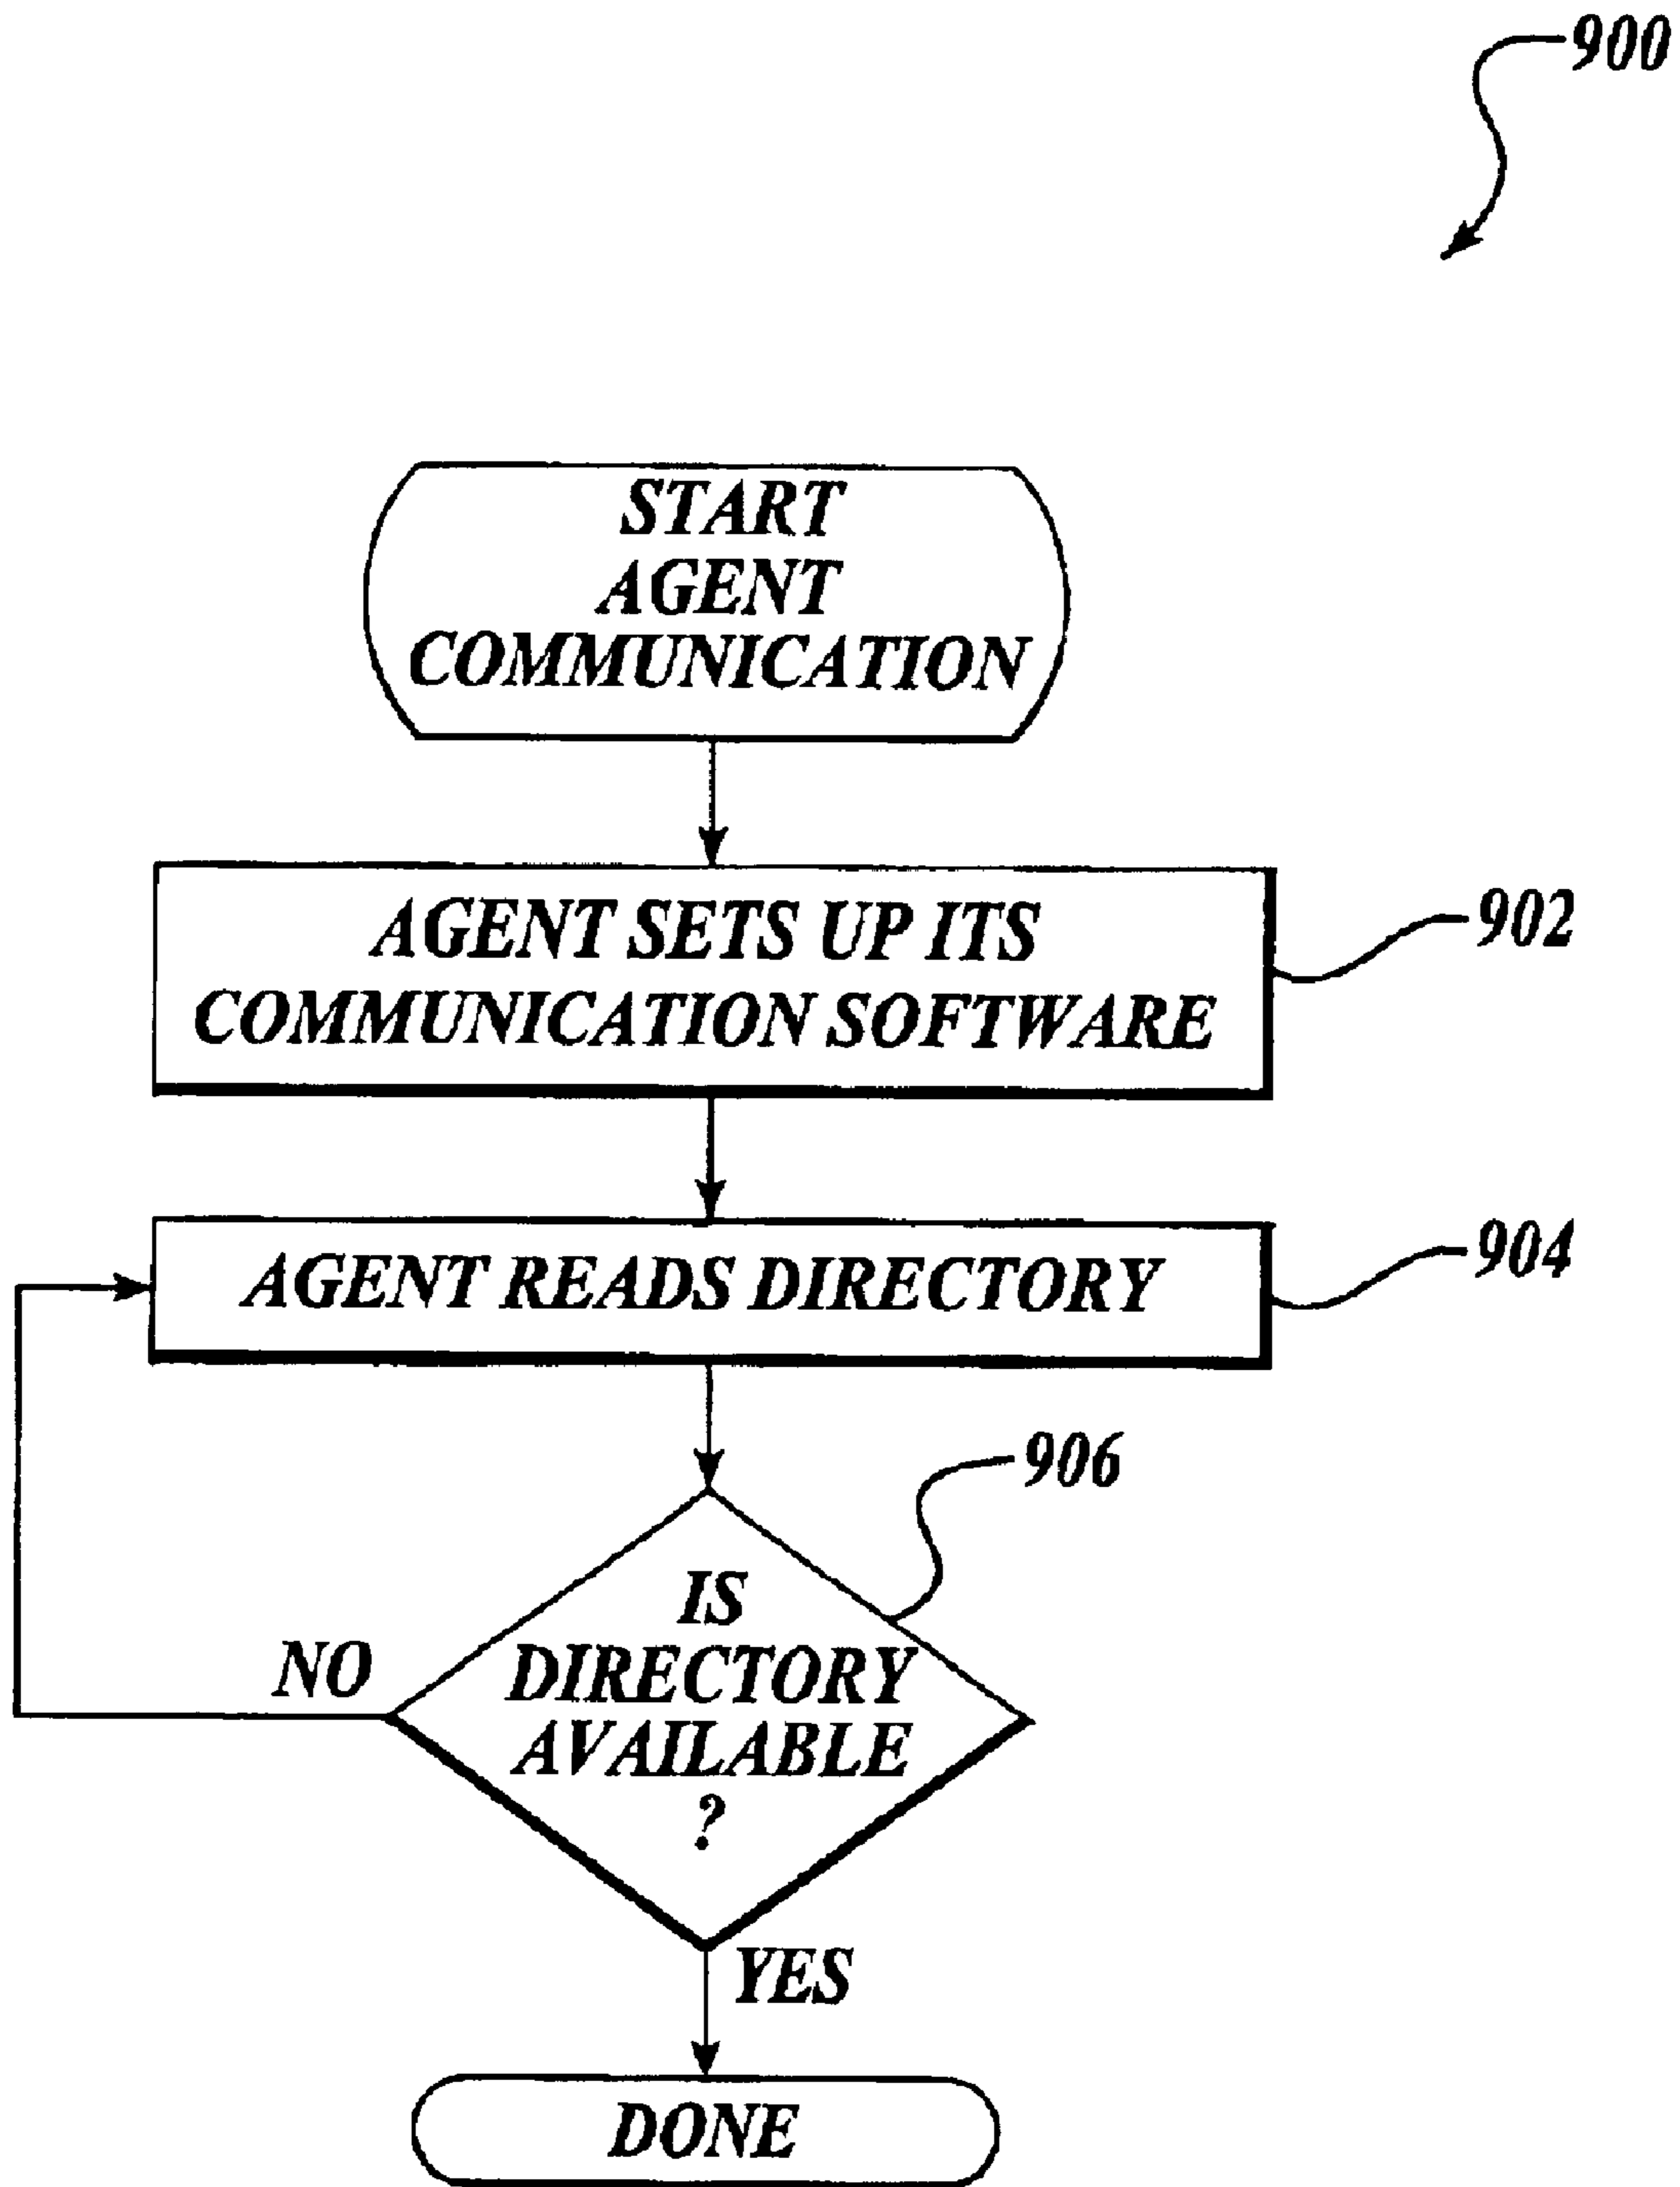 900
START
AGENT
COMMUNICATION
AGENT SETS UP ITS
COMMUNICATION SOFTWARE
902
AGENT READS DIRECTORY
904
906
IS
DIRECTORY
AVAILABLE
?
NO
YES
DONE